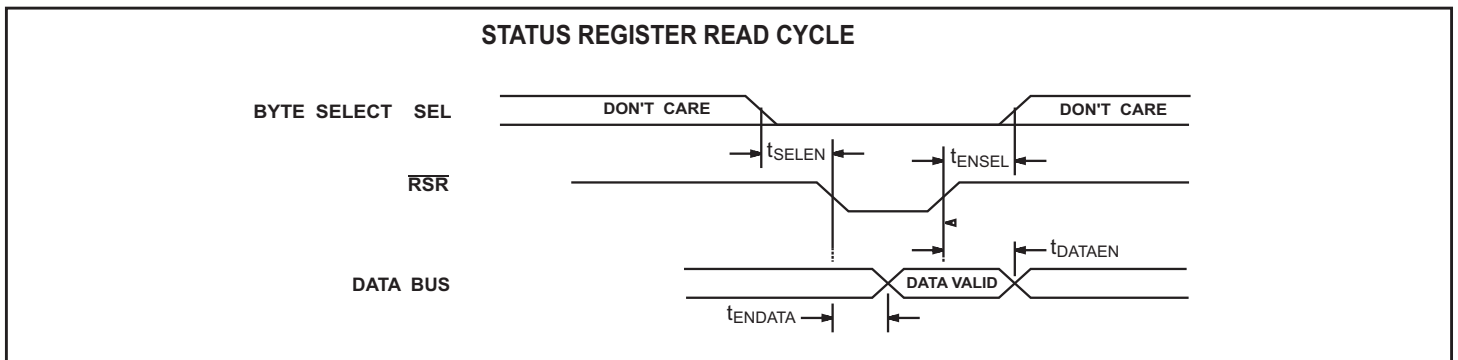 STATUS REGISTER READ CYCLE
BYTE SELECT SEL
DON'T CARE
DON'T CARE
tSELEN
tENSEL
RSR
tDATAEN
DATA BUS
DATA VALID
tENDATA